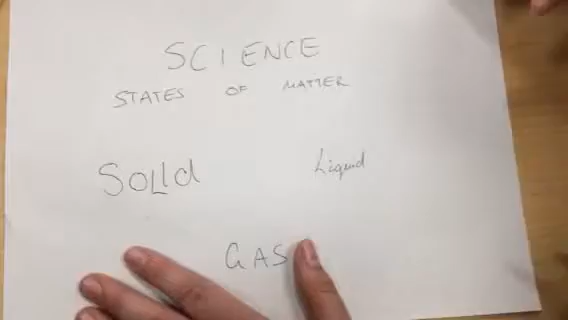 SCIENCE
STATES OF MATTER
SOLId Liquid
GAS